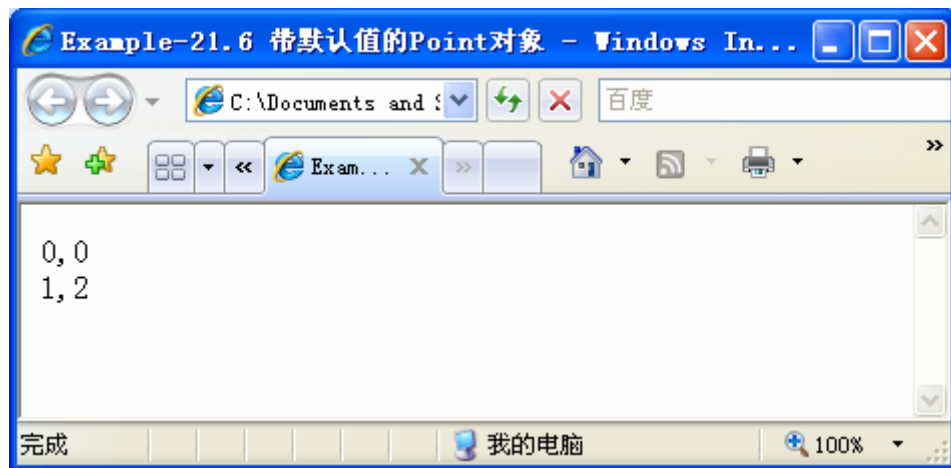 Example-21.6 带默认值的Point对象 - Windows In...
C:\Documents and S
百度
Exam...
0,0
1,2
完成
我的电脑
100%